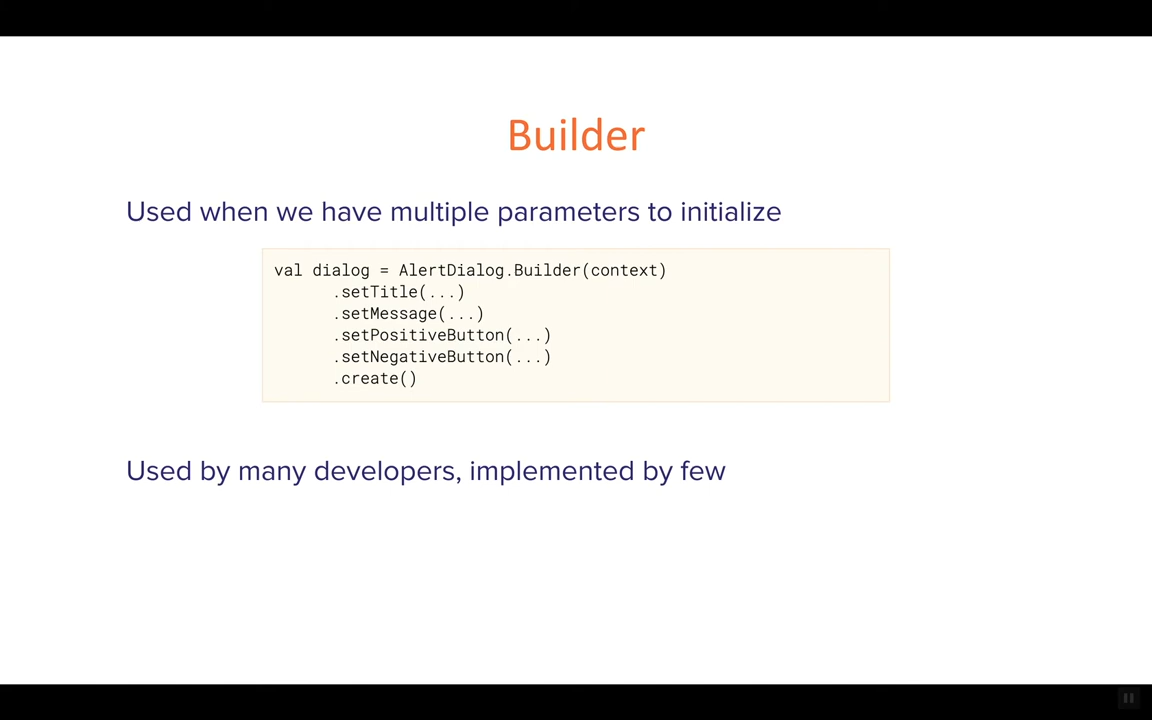 Builder
Used when we have multiple parameters to initialize
val dialog = AlertDialog.Builder(context)
.setTitle(...)
.setMessage(...)
.setPositiveButton(...)
.setNegativeButton(...)
.create()
Used by many developers, implemented by few